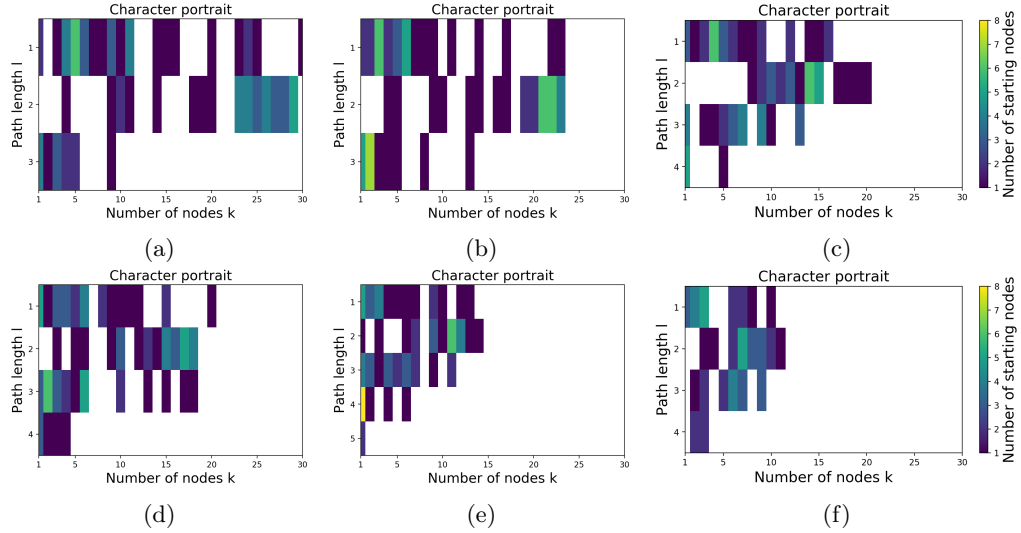 Character portrait
Path length l
1
2
3
1 5 10 15 20 25 30
Number of nodes k
(a)
Character portrait
Path length l
1
2
3
1 5 10 15 20 25 30
Number of nodes k
(b)
Character portrait
Path length l
1
2
3
4
1 5 10 15 20 25 30
Number of nodes k
(c)
8
7
6
5
4
3
2
1
Number of starting nodes
Character portrait
Path length l
1
2
3
4
1 5 10 15 20 25 30
Number of nodes k
(d)
Character portrait
Path length l
1
2
3
4
5
1 5 10 15 20 25 30
Number of nodes k
(e)
Character portrait
Path length l
1
2
3
4
1 5 10 15 20 25 30
Number of nodes k
(f)
8
7
6
5
4
3
2
1
Number of starting nodes